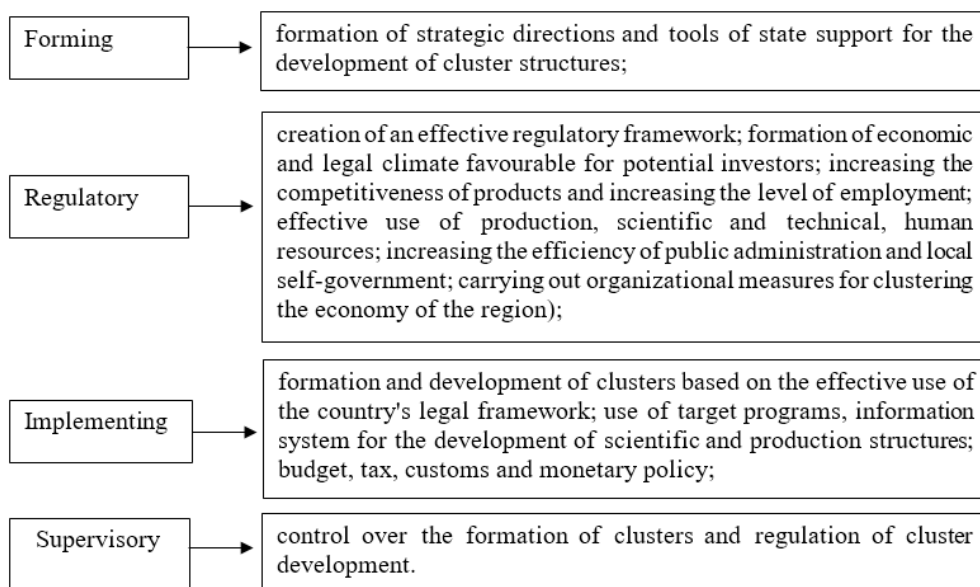 Forming
formation of strategic directions and tools of state support for the
development of cluster structures;
Regulatory
creation of an effective regulatory framework; formation of economic
and legal climate favourable for potential investors; increasing the
competitiveness of products and increasing the level of employment;
effective use of production, scientific and technical, human
resources; increasing the efficiency of public administration and local
self-government; carrying out organizational measures for clustering
the economy of the region);
Implementing
formation and development of clusters based on the effective use of
the country's legal framework; use of target programs, information
system for the development of scientific and production structures;
budget, tax, customs and monetary policy;
Supervisory
control over the formation of clusters and regulation of cluster
development.